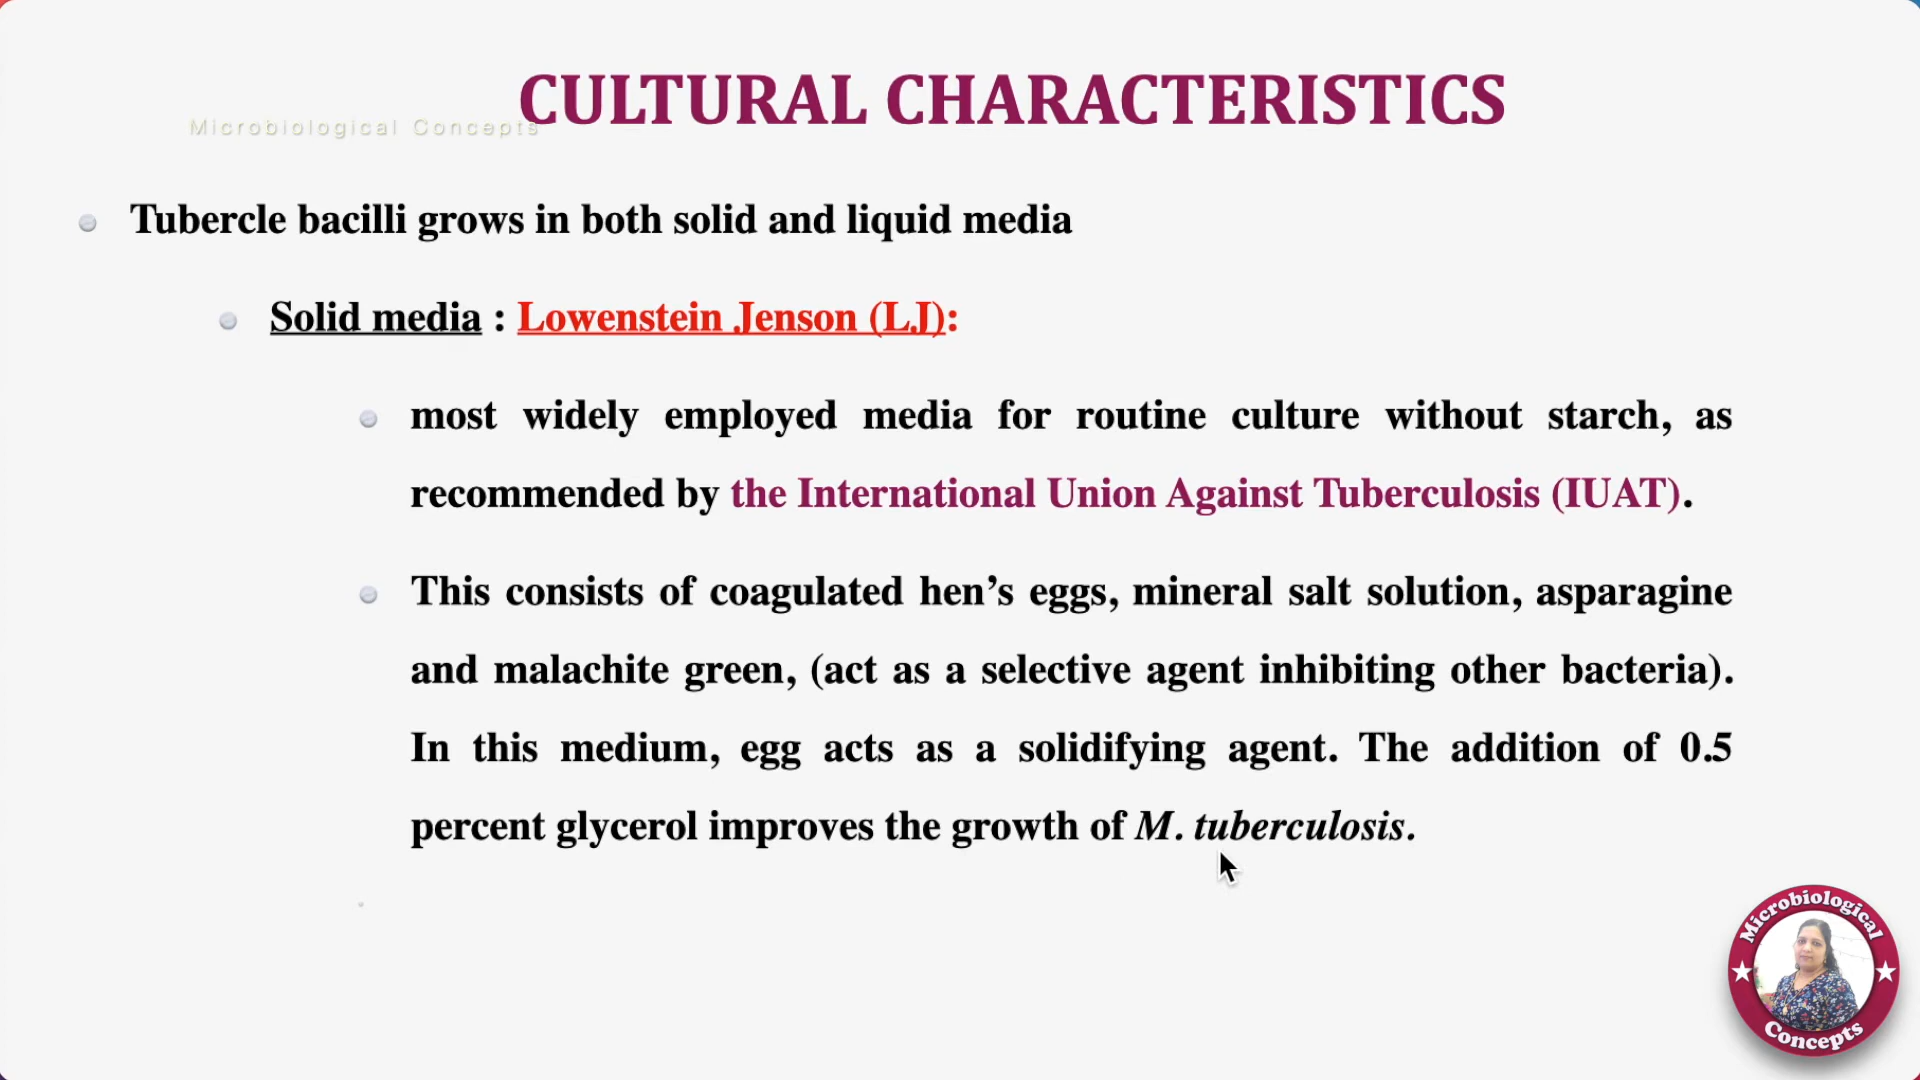 CULTURAL CHARACTERISTICS
Microbiological Concepts
Tubercle bacilli grows in both solid and liquid media
Solid media : Lowenstein Jenson (LJ):
most widely employed media for routine culture without starch, as
recommended by the International Union Against Tuberculosis (IUAT).
This consists of coagulated hen’s eggs, mineral salt solution, asparagine
and malachite green, (act as a selective agent inhibiting other bacteria).
In this medium, egg acts as a solidifying agent. The addition of 0.5
percent glycerol improves the growth of M. tuberculosis.
Microbiological
Concepts